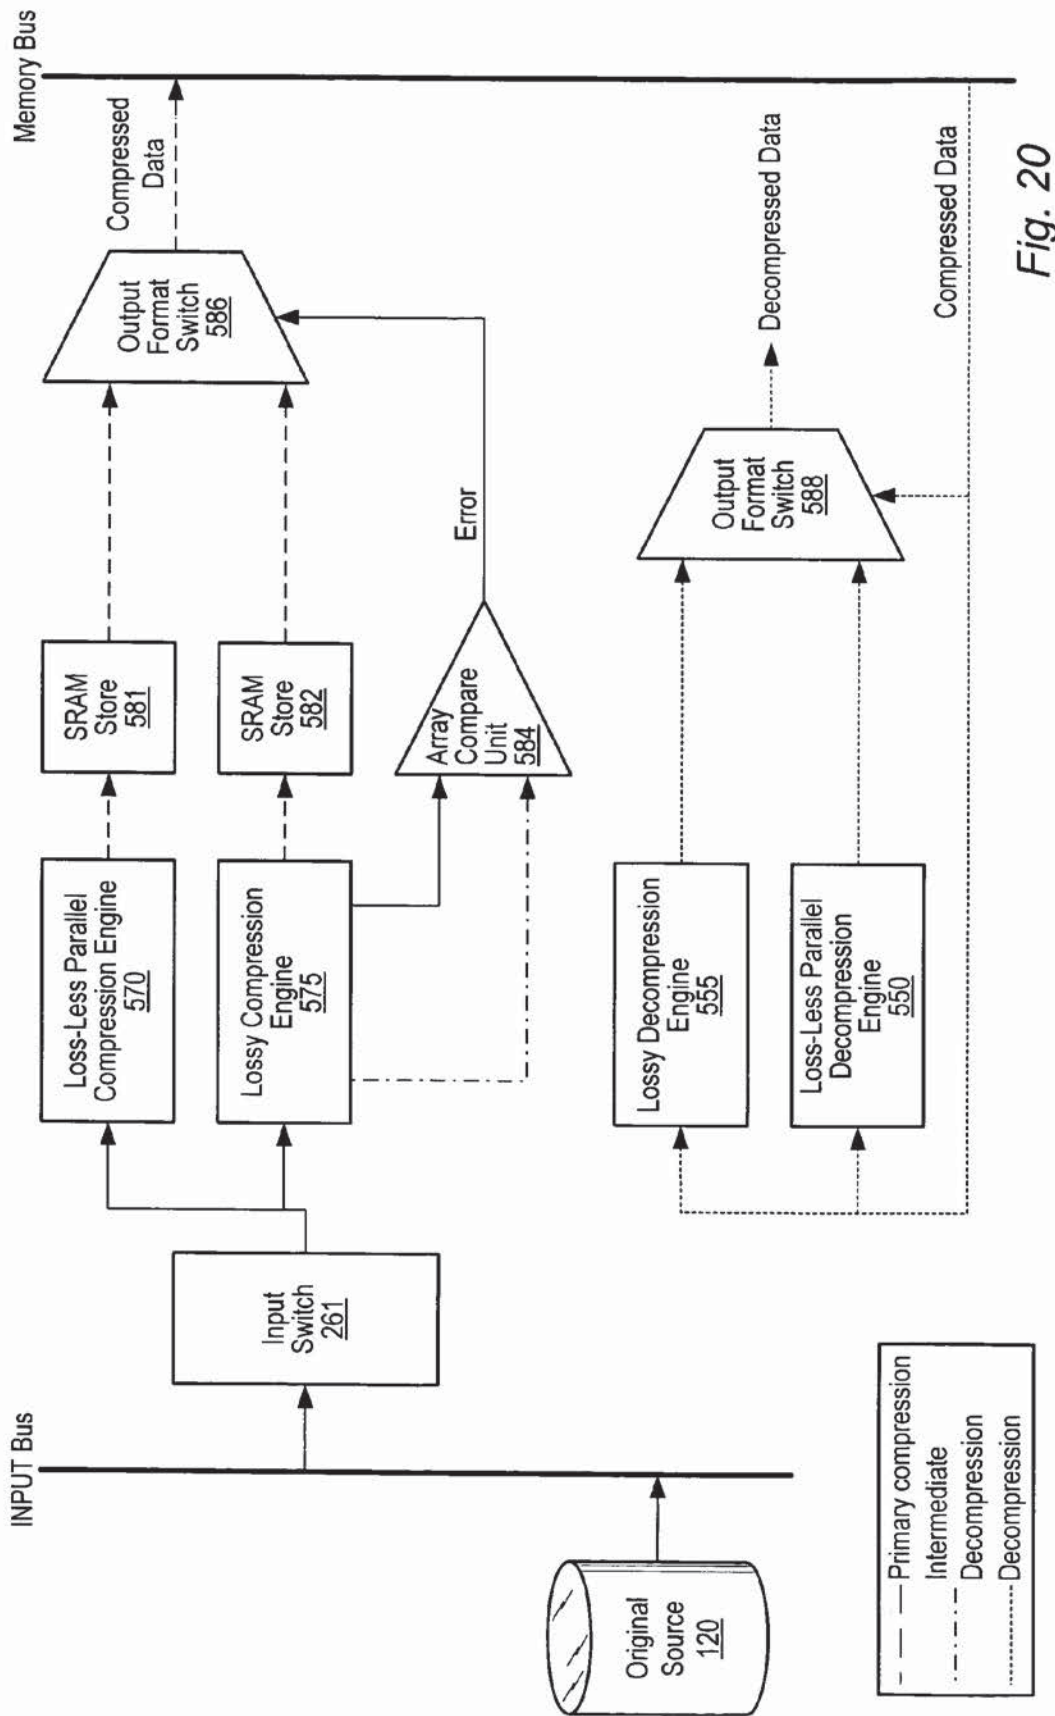 INPUT Bus
Memory Bus
Original
Source
120
Input
Switch
261
Loss-Less Parallel
Compression Engine
570
Lossy Compression
Engine
575
SRAM
Store
581
SRAM
Store
582
Array
Compare
Unit
584
Error
Output
Format
Switch
586
Compressed
Data
Lossy Decompression
Engine
555
Loss-Less Parallel
Decompression
Engine
550
Output
Format
Switch
588
Decompressed Data
Compressed Data
Primary compression
Intermediate
Decompression
Decompression
Fig. 20